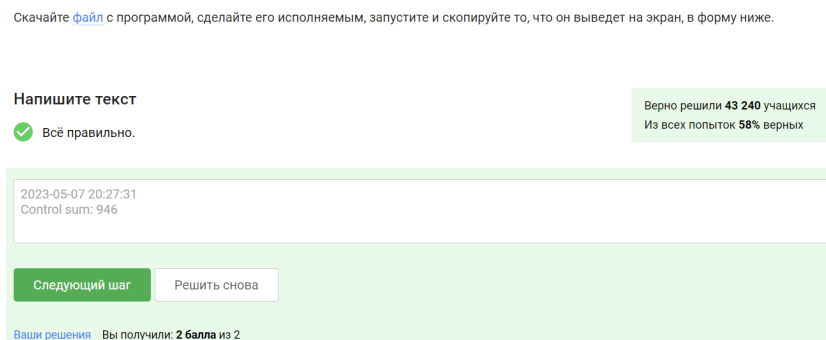 Скачайте файл с программой, сделайте его исполняемым, запустите и скопируйте то, что он выведет на экран, в форму ниже.
Напишите текст
Верно решили 43 240 учащихся
Из всех попыток 58% верных
Всё правильно.
2023-05-07 20:27:31
Control sum: 946
Следующий шаг
Решить снова
Ваши решения Вы получили: 2 балла из 2